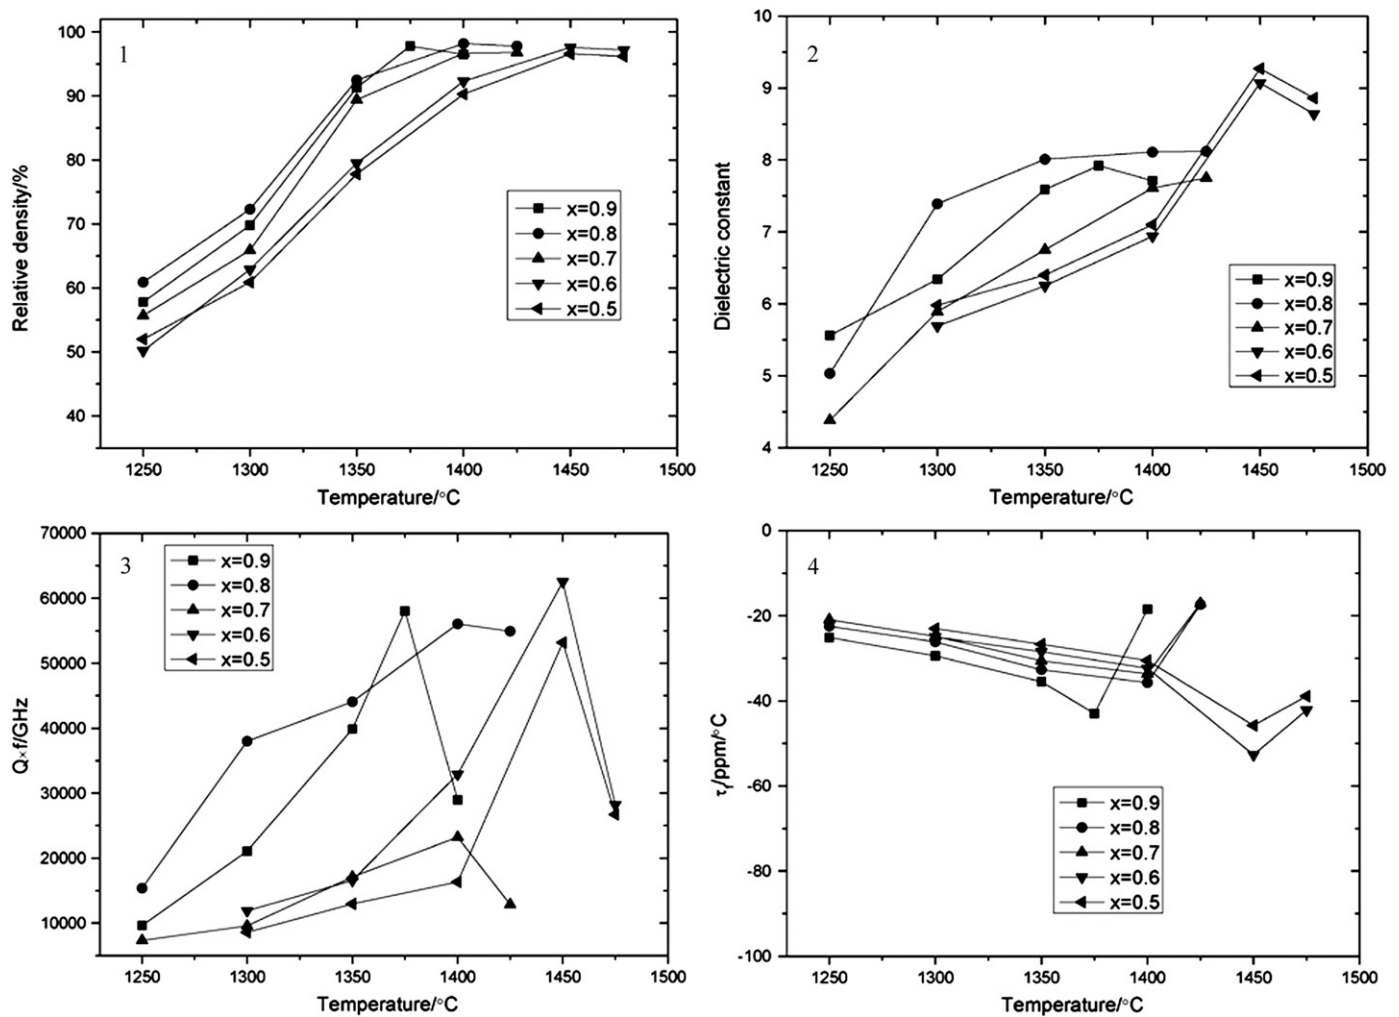 1
100
90
80
70
60
50
40
Relative density/%
x=0.9
x=0.8
x=0.7
x=0.6
x=0.5
1250 1300 1350 1400 1450 1500
Temperature/°C
2
10
9
8
7
6
5
4
Dielectric constant
x=0.9
x=0.8
x=0.7
x=0.6
x=0.5
1250 1300 1350 1400 1450 1500
Temperature/°C
3
70000
60000
50000
40000
30000
20000
10000
Q×f/GHz
x=0.9
x=0.8
x=0.7
x=0.6
x=0.5
1250 1300 1350 1400 1450 1500
Temperature/°C
4
0
-20
-40
-60
-80
-100
τf/ppm/°C
x=0.9
x=0.8
x=0.7
x=0.6
x=0.5
1250 1300 1350 1400 1450 1500
Temperature/°C